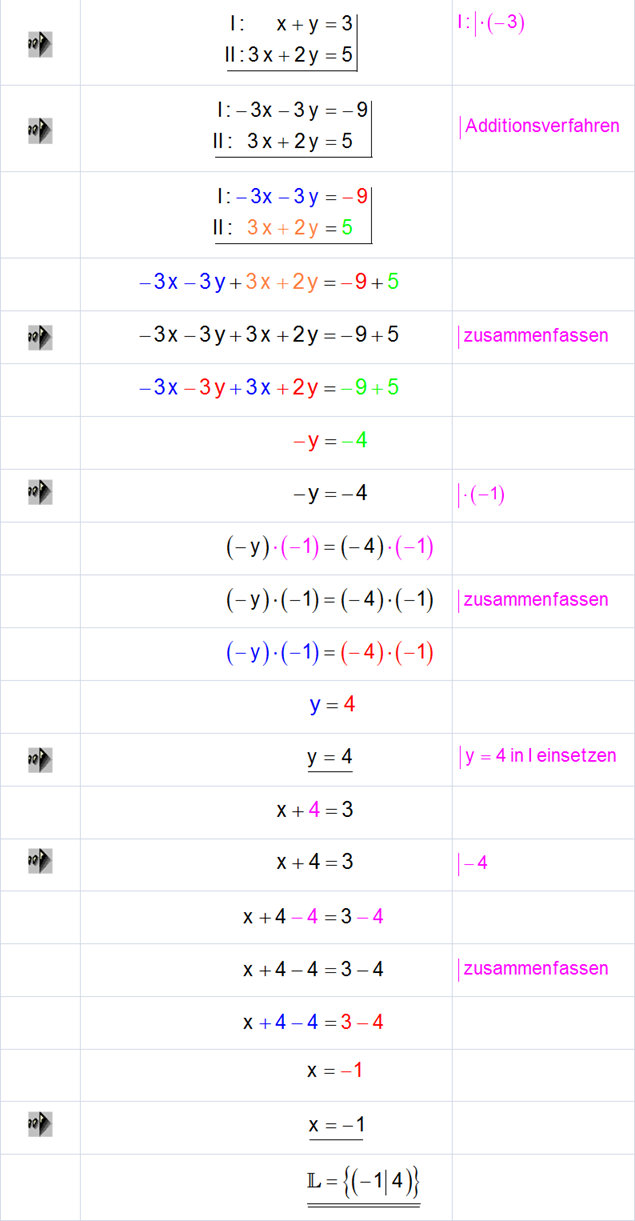 I: x + y = 3 I: | ·(−3)
II: 3x + 2y = 5
I: −3x − 3y = −9
II: 3x + 2y = 5 | Additionsverfahren
I: −3x − 3y = −9
II: 3x + 2y = 5
−3x − 3y + 3x + 2y = −9 + 5
−3x − 3y + 3x + 2y = −9 + 5 | zusammenfassen
−3x − 3y + 3x + 2y = −9 + 5
−y = −4
−y = −4 | ·(−1)
(−y)·(−1) = (−4)·(−1)
(−y)·(−1) = (−4)·(−1) | zusammenfassen
(−y)·(−1) = (−4)·(−1)
y = 4
y = 4 | y = 4 in I einsetzen
x + 4 = 3
x + 4 = 3 | −4
x + 4 − 4 = 3 − 4
x + 4 − 4 = 3 − 4 | zusammenfassen
x + 4 − 4 = 3 − 4
x = −1
x = −1
𝕃 = {(−1|4)}